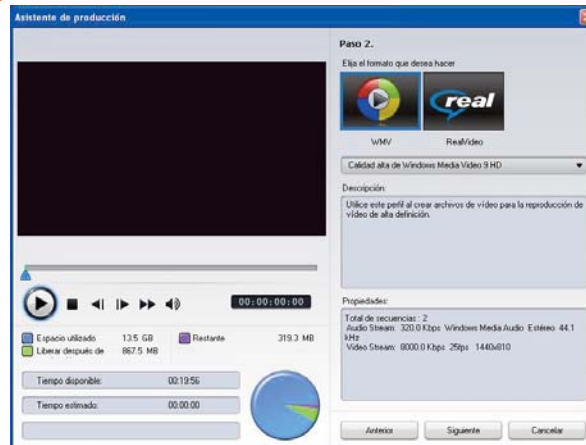 Asistente de producción
Paso 2.
Elija el formato que desea hacer
real
WMV
RealVideo
Calidad alta de Windows Media Video 9 HD
Descripción:
Utilice este perfil al crear archivos de vídeo para la reproducción de
vídeo de alta definición.
00:00:00:00
Espacio utilizado 13.5 GB
Restante 319.3 MB
Liberar después de 867.5 MB
Tiempo disponible: 00:19:56
Tiempo estimado: 00:00:00
Propiedades:
Total de secuencias : 2
Audio Stream: 320.0 Kbps Windows Media Audio Estéreo 44.1
kHz
Video Stream: 8000.0 Kbps 25fps 1440x810
Anterior
Siguiente
Cancelar